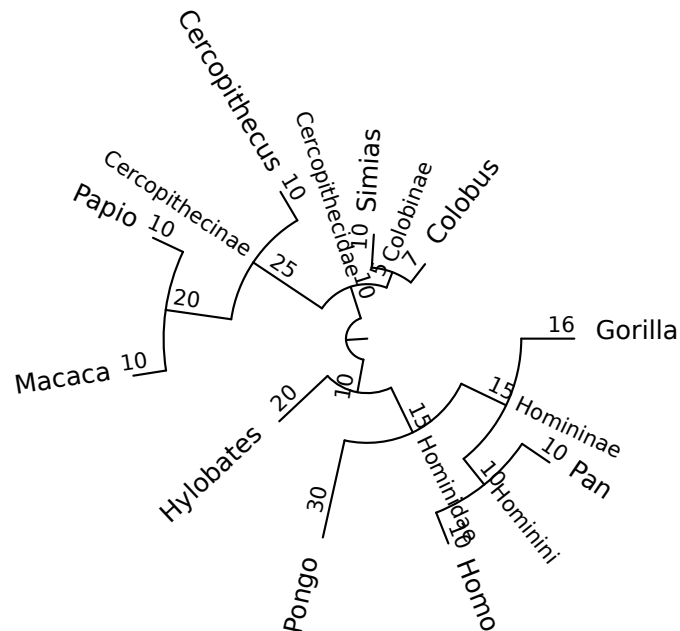 Cercopithecus
10
Cercopithecidae
10
Simias
10
Colobinae
5
Colobus
7
Cercopithecinae
25
Papio
10
20
Macaca
10
Gorilla
16
15
Homininae
10
Pan
10
Hominini
10
Homo
15
Hominidae
10
20
Hylobates
30
Pongo